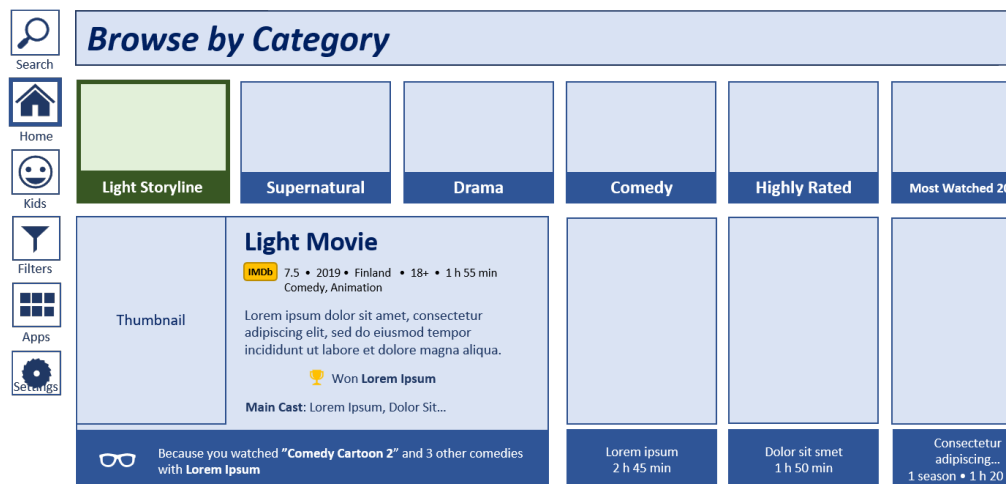 Search
Home
Kids
Filters
Apps
Settings
Browse by Category
Light Storyline
Supernatural
Drama
Comedy
Highly Rated
Most Watched 20
Thumbnail
Light Movie
IMDb 7.5 • 2019 • Finland • 18+ • 1 h 55 min
Comedy, Animation
Lorem ipsum dolor sit amet, consectetur
adipiscing elit, sed do eiusmod tempor
incididunt ut labore et dolore magna aliqua.
Won Lorem Ipsum
Main Cast: Lorem Ipsum, Dolor Sit...
Because you watched "Comedy Cartoon 2" and 3 other comedies
with Lorem Ipsum
Lorem ipsum
2 h 45 min
Dolor sit smet
1 h 50 min
Consectetur
adipiscing...
1 season • 1 h 20